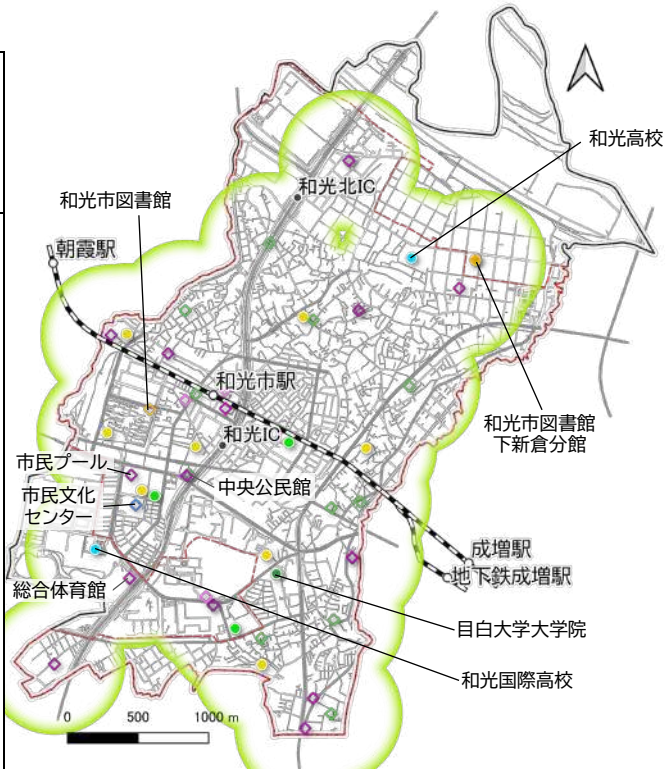 和光高校
和光北IC
和光市図書館
朝霞駅
和光市駅
和光市図書館
下新倉分館
和光IC
市民プール
中央公民館
市民文化
センター
成増駅
地下鉄成増駅
総合体育館
目白大学大学院
和光国際高校
0 500 1000 m